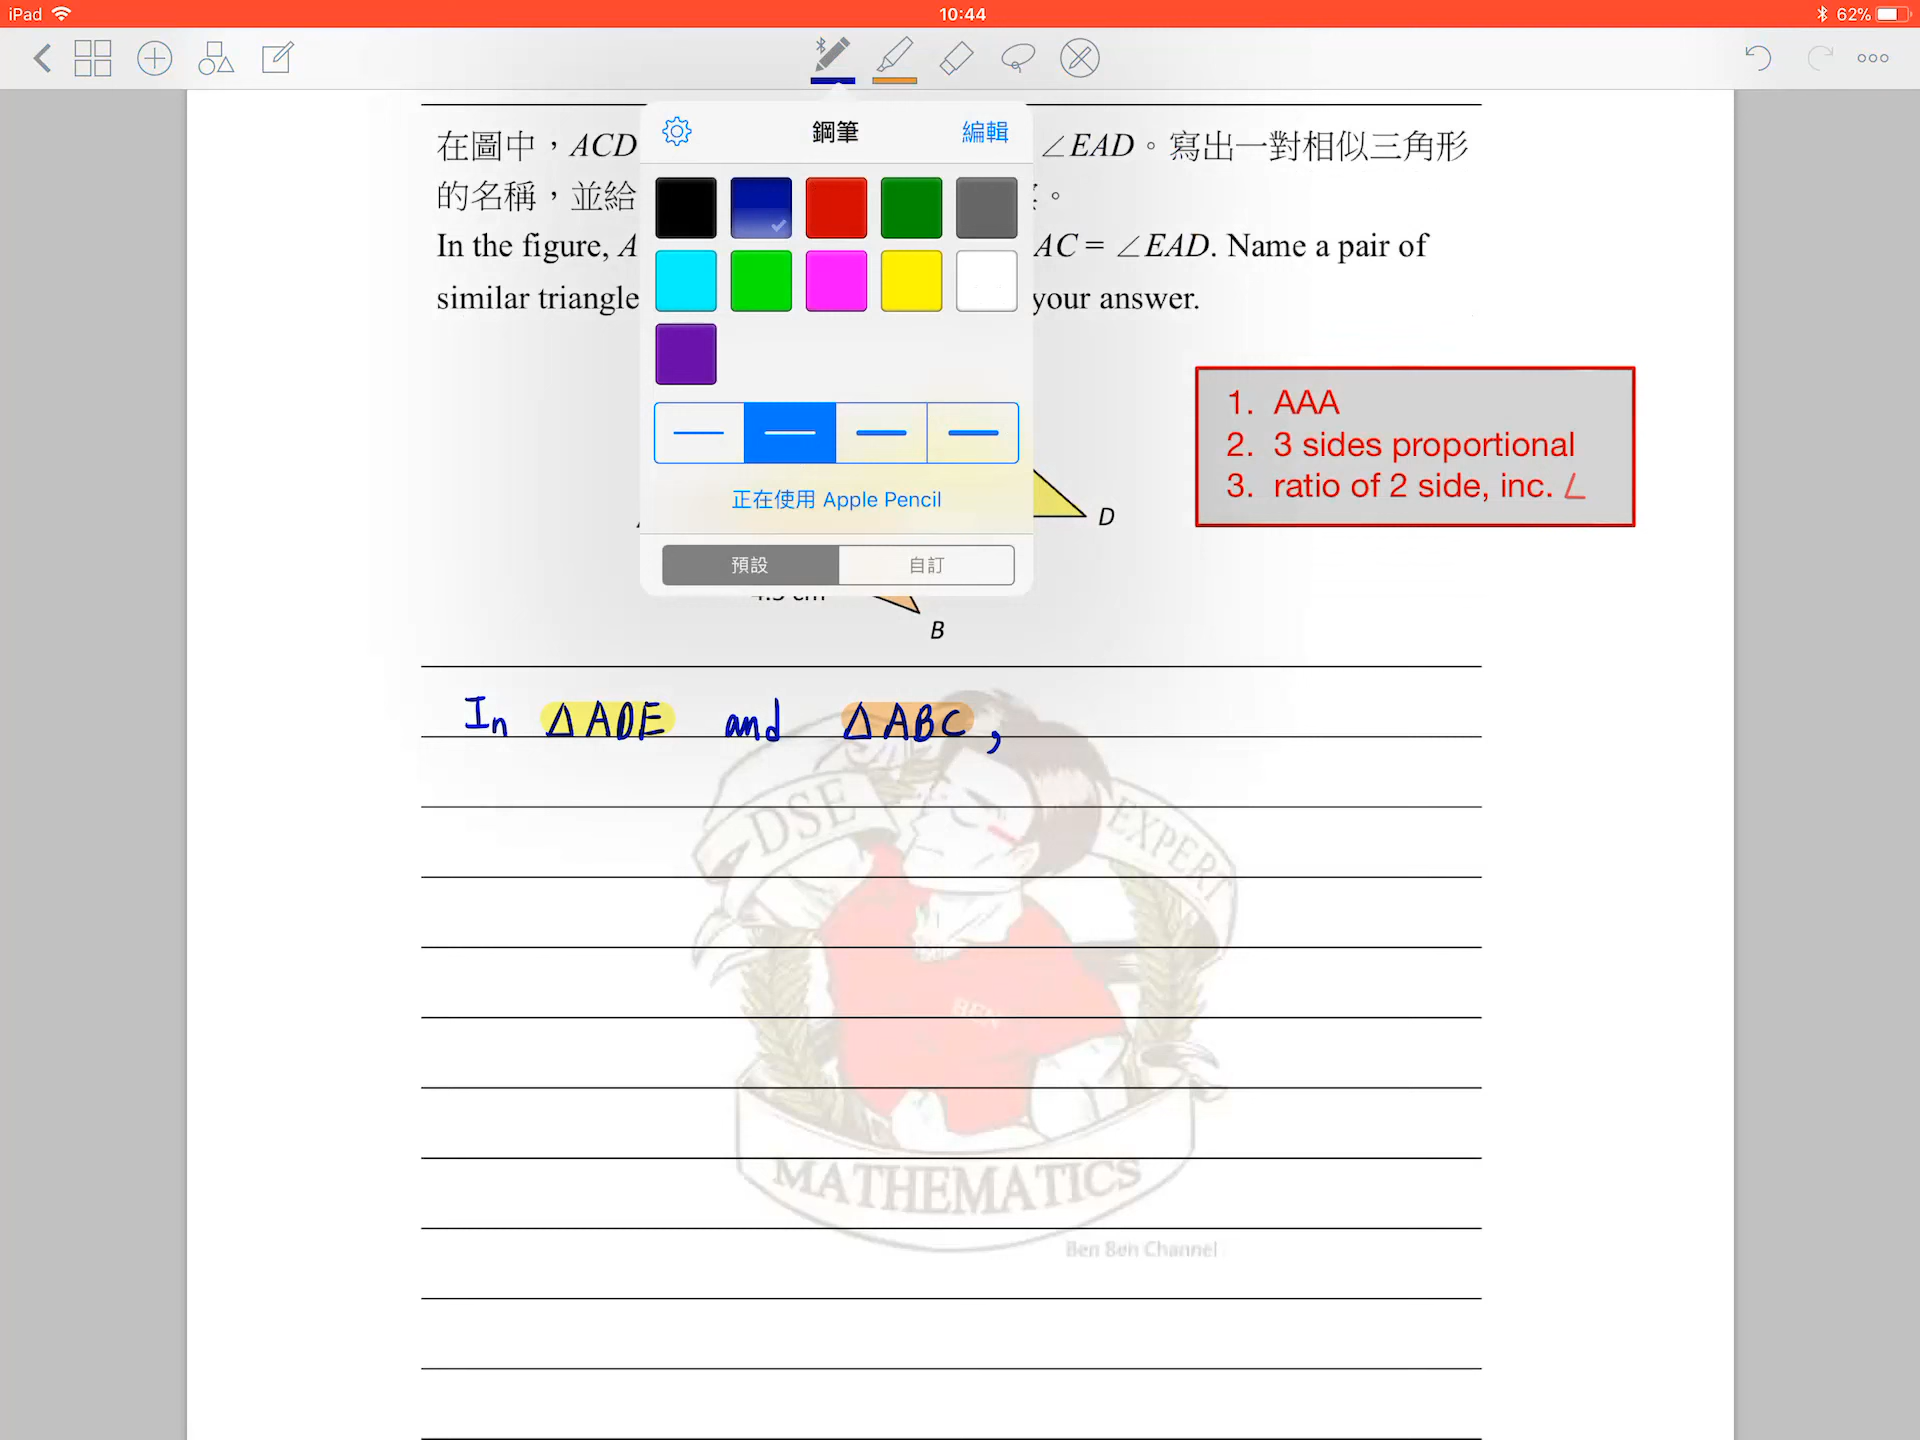 iPad 10:44 62%
鋼筆 編輯
在圖中，ACD ∠EAD。寫出一對相似三角形
的名稱，並給 。
In the figure, A AC = ∠EAD. Name a pair of
similar triangle your answer.
正在使用 Apple Pencil
預設 自訂
D
B
1. AAA
2. 3 sides proportional
3. ratio of 2 side, inc. ∠
In ΔADE and ΔABC,
DSE EXPERT
BEN
MATHEMATICS
Ben Ben Channel